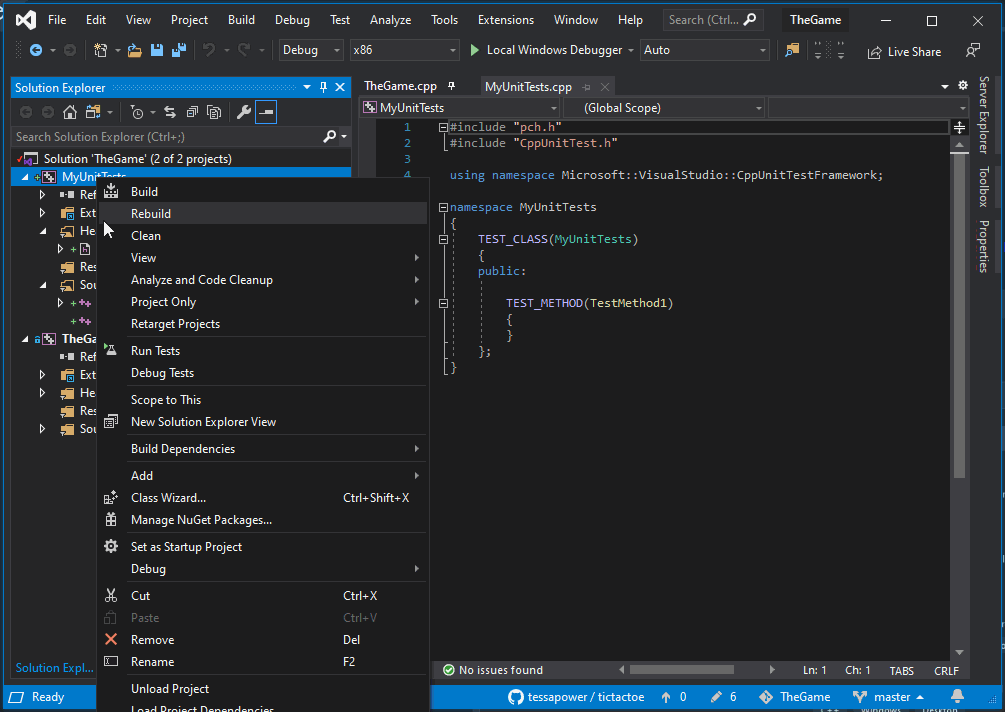 File Edit View Project Build Debug Test Analyze Tools Extensions Window Help Search (Ctrl... TheGame
Debug x86 Local Windows Debugger Auto Live Share
Solution Explorer
TheGame.cpp MyUnitTests.cpp
MyUnitTests (Global Scope)
Search Solution Explorer (Ctrl+;)
Solution 'TheGame' (2 of 2 projects)
MyUnitTests
Ref
Ext
He
Res
Sou
TheGa
Ref
Ext
He
Res
Sou
Build
Rebuild
Clean
View
Analyze and Code Cleanup
Project Only
Retarget Projects
Run Tests
Debug Tests
Scope to This
New Solution Explorer View
Build Dependencies
Add
Class Wizard... Ctrl+Shift+X
Manage NuGet Packages...
Set as Startup Project
Debug
Cut Ctrl+X
Paste Ctrl+V
Remove Del
Rename F2
Unload Project
Load Project Dependencies
1 #include "pch.h"
2 #include "CppUnitTest.h"
3
4 using namespace Microsoft::VisualStudio::CppUnitTestFramework;
namespace MyUnitTests
{
TEST_CLASS(MyUnitTests)
{
public:
TEST_METHOD(TestMethod1)
{
}
};
}
Server Explorer
Toolbox
Properties
Solution Expl...
No issues found Ln: 1 Ch: 1 TABS CRLF
Ready tessapower / tictactoe 0 6 TheGame master